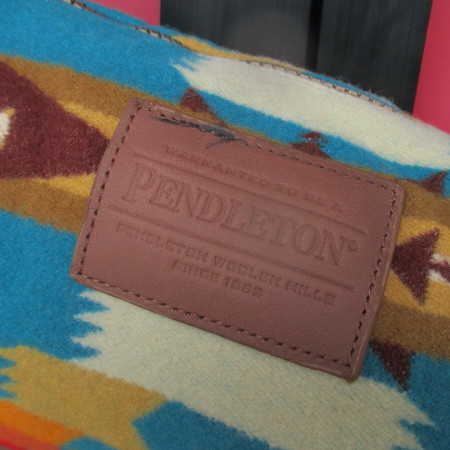 WARRANTED TO BE A
PENDLETON®
PENDLETON WOOLEN MILLS
SINCE 1863